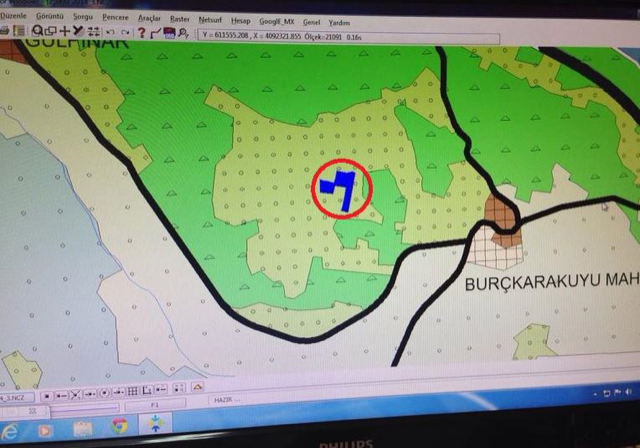 Düzenle Görüntü Sorgu Pencere Araçlar Raster Netsurf Hesap Google_MX Genel Yardım
Y = 611555.208 , X = 4092321.855 Ölçek=21091 0.16s
GÜLPINAR
BURÇKARAKUYU MAH
HAZIR ...
PHILIPS